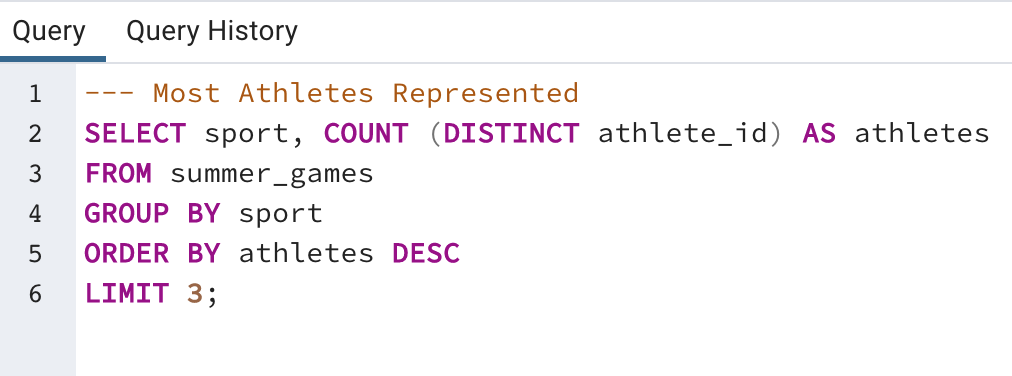 Query Query History
1 --- Most Athletes Represented
2 SELECT sport, COUNT (DISTINCT athlete_id) AS athletes
3 FROM summer_games
4 GROUP BY sport
5 ORDER BY athletes DESC
6 LIMIT 3;